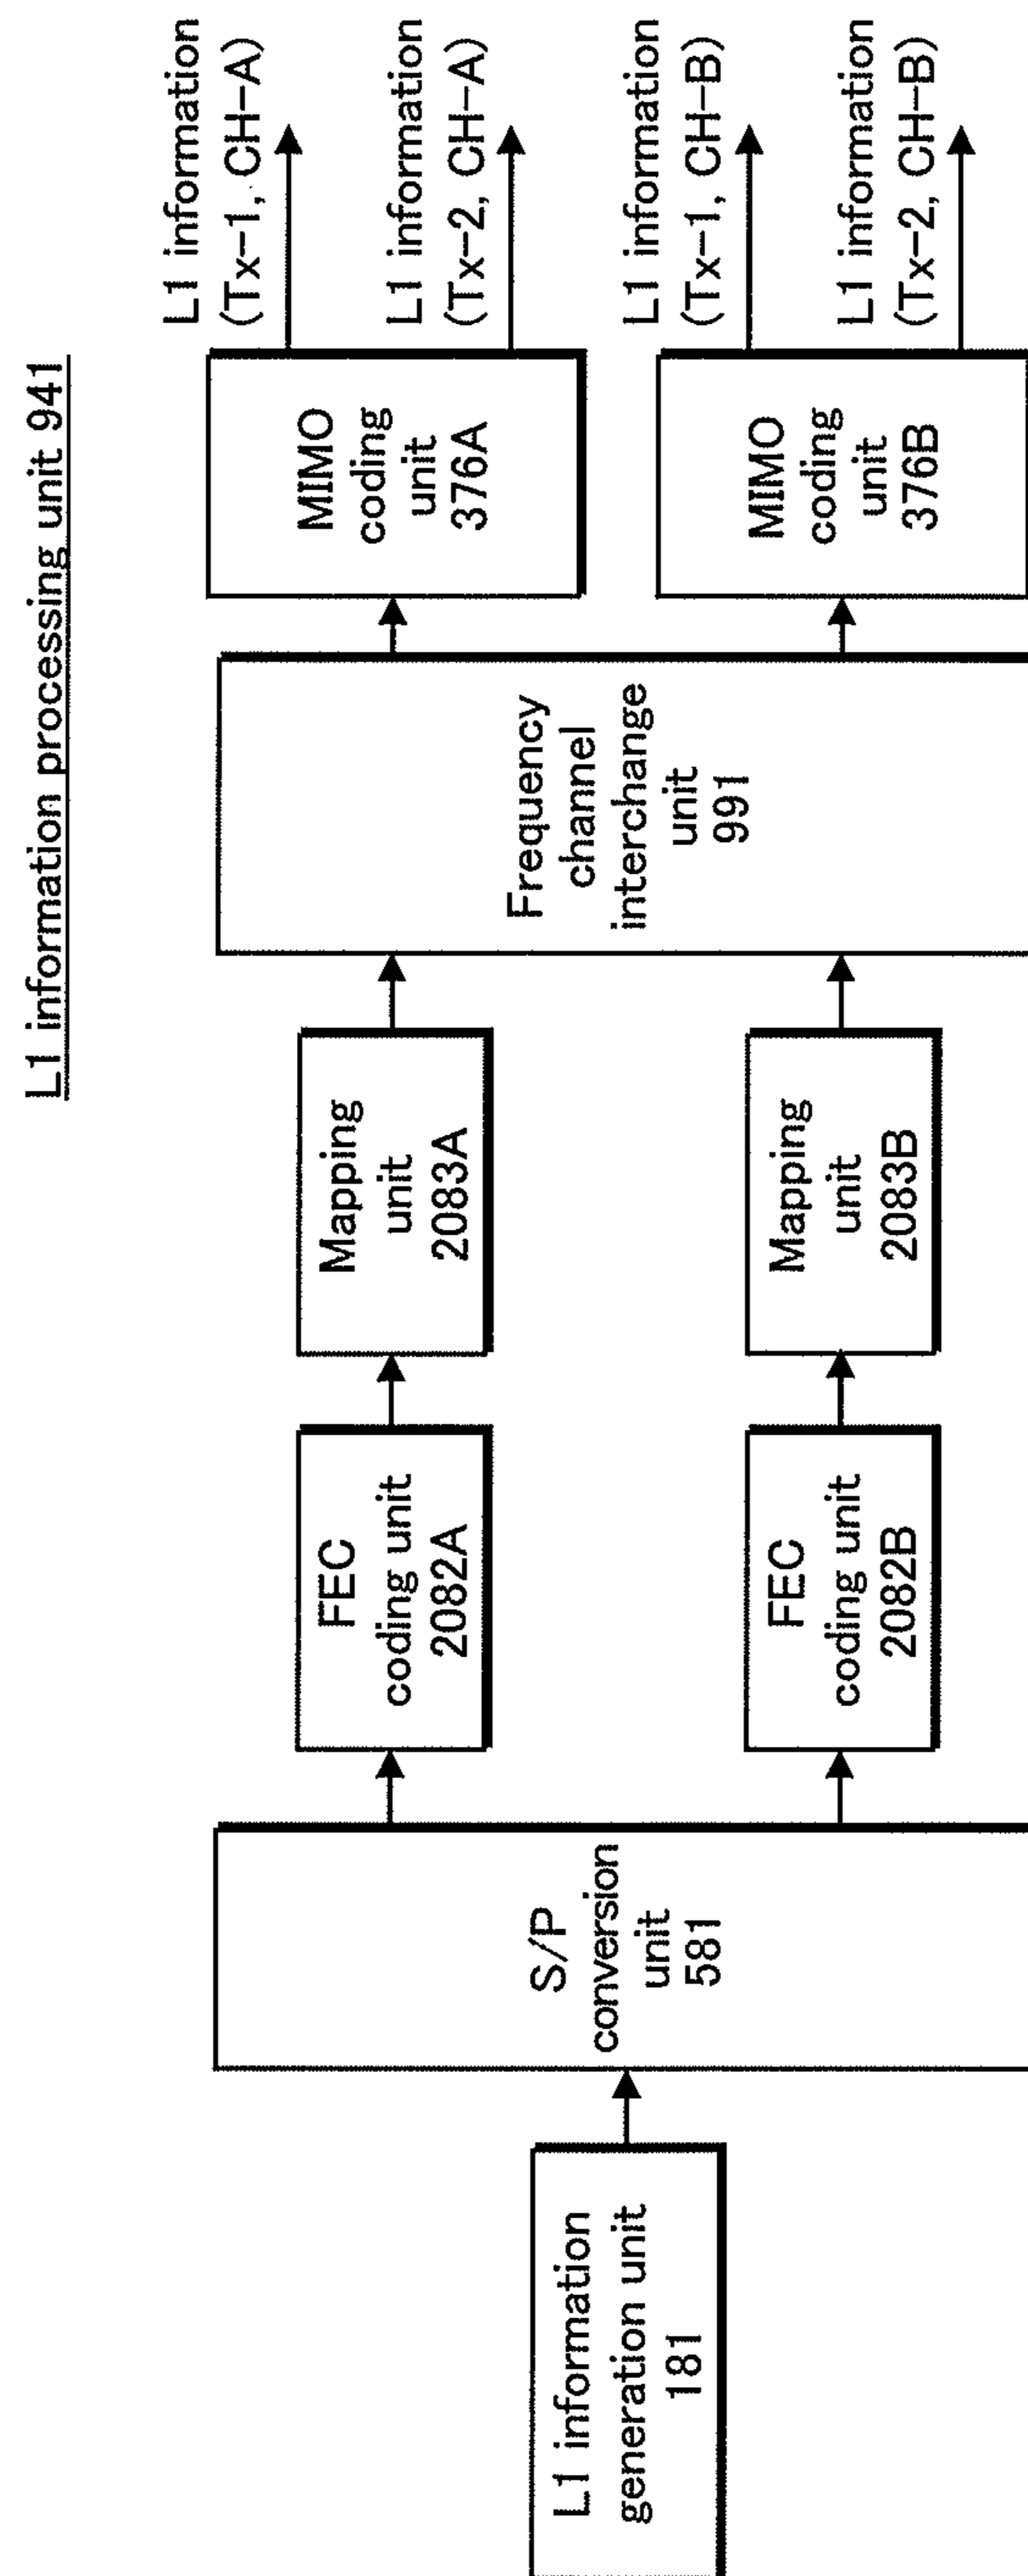 L1 information processing unit 941
L1 information
generation unit
181
S/P
conversion
unit
581
FEC
coding unit
2082A
Mapping
unit
2083A
FEC
coding unit
2082B
Mapping
unit
2083B
Frequency
channel
interchange
unit
991
MIMO
coding
unit
376A
MIMO
coding
unit
376B
L1 information
(Tx-1, CH-A)
L1 information
(Tx-2, CH-A)
L1 information
(Tx-1, CH-B)
L1 information
(Tx-2, CH-B)